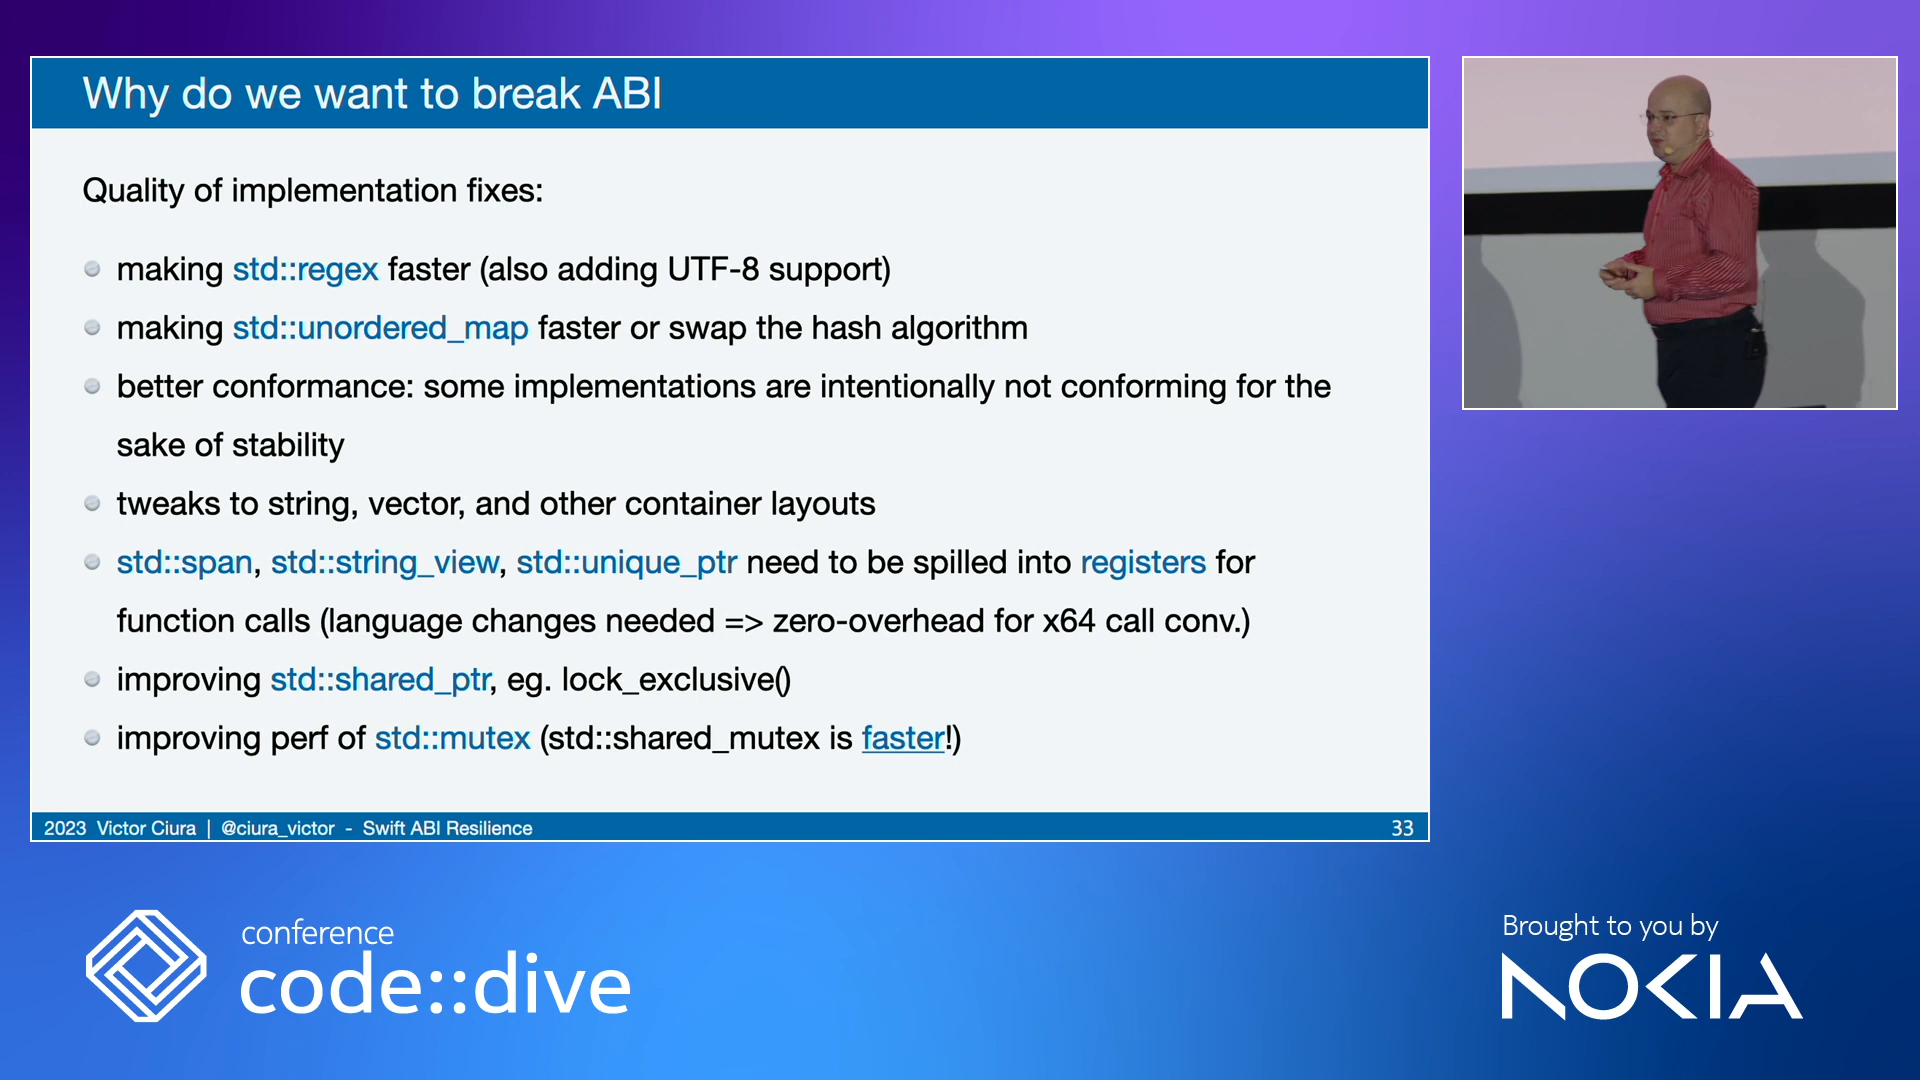 Why do we want to break ABI
Quality of implementation fixes:
making std::regex faster (also adding UTF-8 support)
making std::unordered_map faster or swap the hash algorithm
better conformance: some implementations are intentionally not conforming for the
sake of stability
tweaks to string, vector, and other container layouts
std::span, std::string_view, std::unique_ptr need to be spilled into registers for
function calls (language changes needed => zero-overhead for x64 call conv.)
improving std::shared_ptr, eg. lock_exclusive()
improving perf of std::mutex (std::shared_mutex is faster!)
2023 Victor Ciura | @ciura_victor - Swift ABI Resilience
33
conference
code::dive
Brought to you by
NOKIA